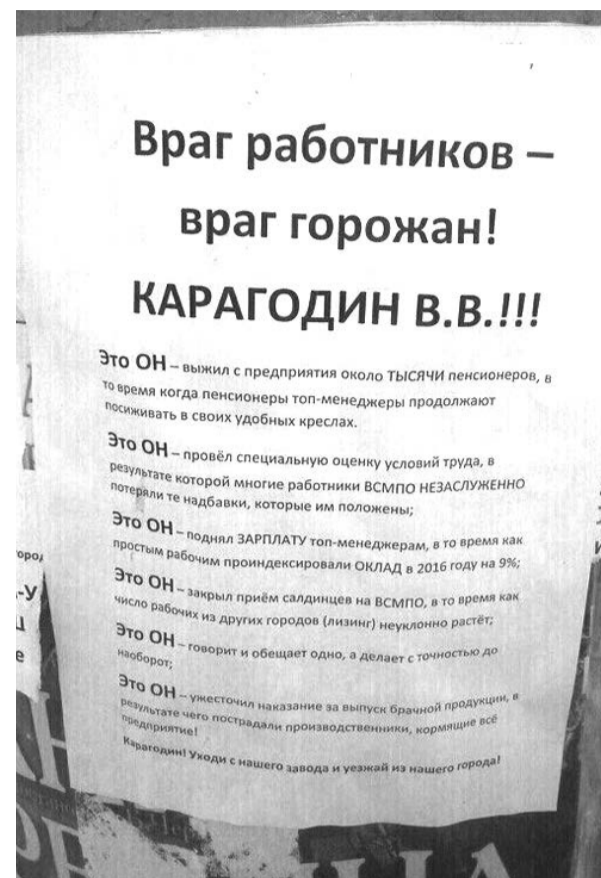 Враг работников –
враг горожан!
КАРАГОДИН В.В.!!!
Это ОН – выжил с предприятия около ТЫСЯЧИ пенсионеров, в
то время когда пенсионеры топ-менеджеры продолжают
посиживать в своих удобных креслах.
Это ОН – провёл специальную оценку условий труда, в
результате которой многие работники ВСМПО НЕЗАСЛУЖЕННО
потеряли те надбавки, которые им положены;
Это ОН – поднял ЗАРПЛАТУ топ-менеджерам, в то время как
простым рабочим проиндексировали ОКЛАД в 2016 году на 9%;
Это ОН – закрыл приём салдинцев на ВСМПО, в то время как
число рабочих из других городов (лизинг) неуклонно растёт;
Это ОН – говорит и обещает одно, а делает с точностью до
наоборот;
Это ОН – ужесточил наказание за выпуск брачной продукции, в
результате чего пострадали производственники, кормящие всё
предприятие!
Карагодин! Уходи с нашего завода и уезжай из нашего города!